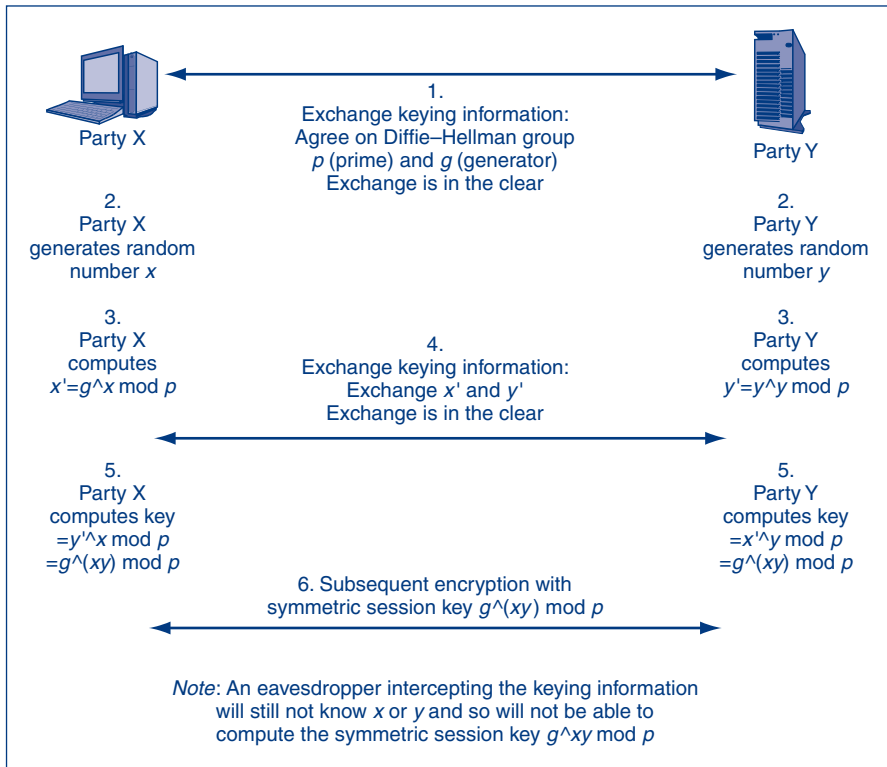 Party X
1.
Exchange keying information:
Agree on Diffie–Hellman group
p (prime) and g (generator)
Exchange is in the clear
Party Y
2.
Party X
generates random
number x
2.
Party Y
generates random
number y
3.
Party X
computes
x'=g^x mod p
4.
Exchange keying information:
Exchange x' and y'
Exchange is in the clear
3.
Party Y
computes
y'=y^y mod p
5.
Party X
computes key
=y'^x mod p
=g^(xy) mod p
5.
Party Y
computes key
=x'^y mod p
=g^(xy) mod p
6. Subsequent encryption with
symmetric session key g^(xy) mod p
Note: An eavesdropper intercepting the keying information
will still not know x or y and so will not be able to
compute the symmetric session key g^xy mod p